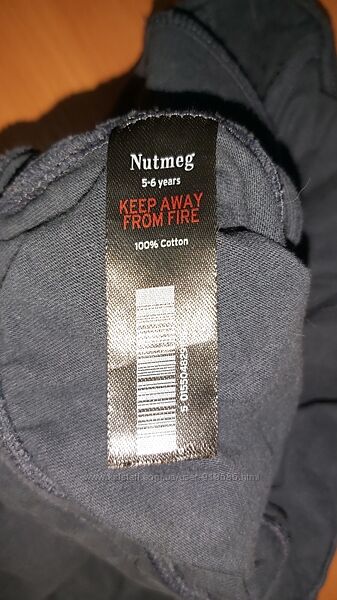 Nutmeg
5-6 years
KEEP AWAY
FROM FIRE
100% Cotton